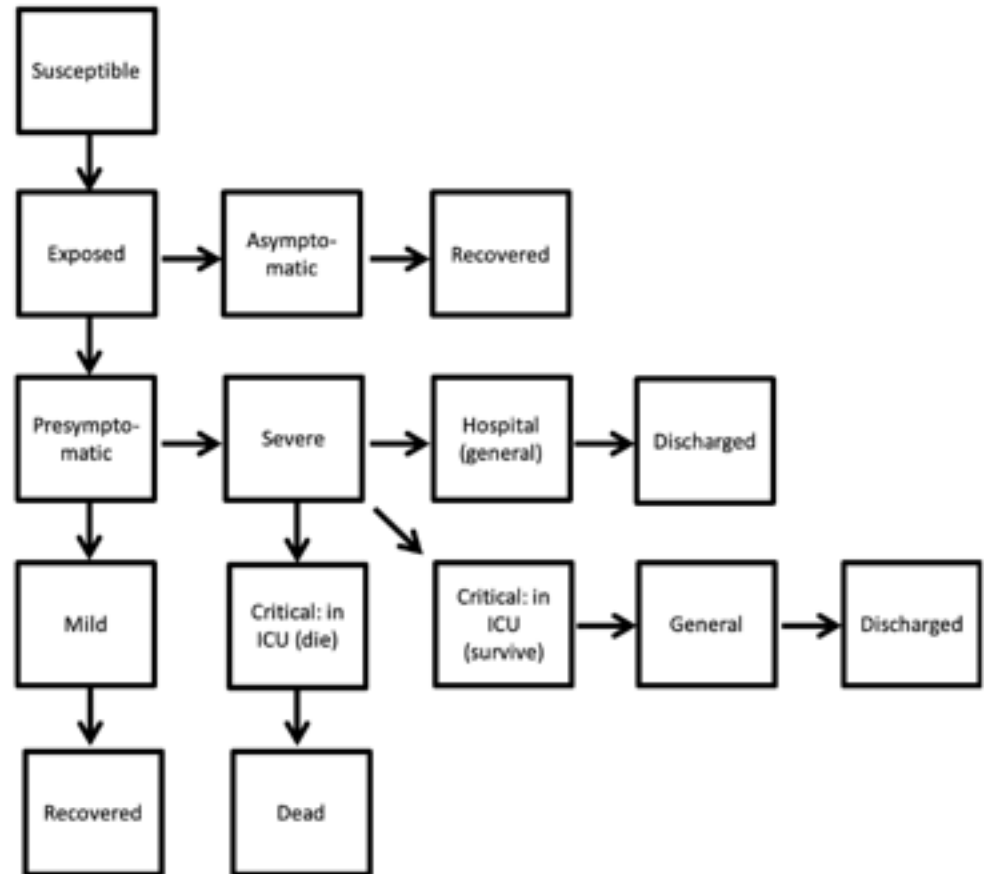 Susceptible
Exposed
Asympto-
matic
Recovered
Presympto-
matic
Severe
Hospital
(general)
Discharged
Mild
Critical: in
ICU (die)
Critical: in
ICU
(survive)
General
Discharged
Recovered
Dead